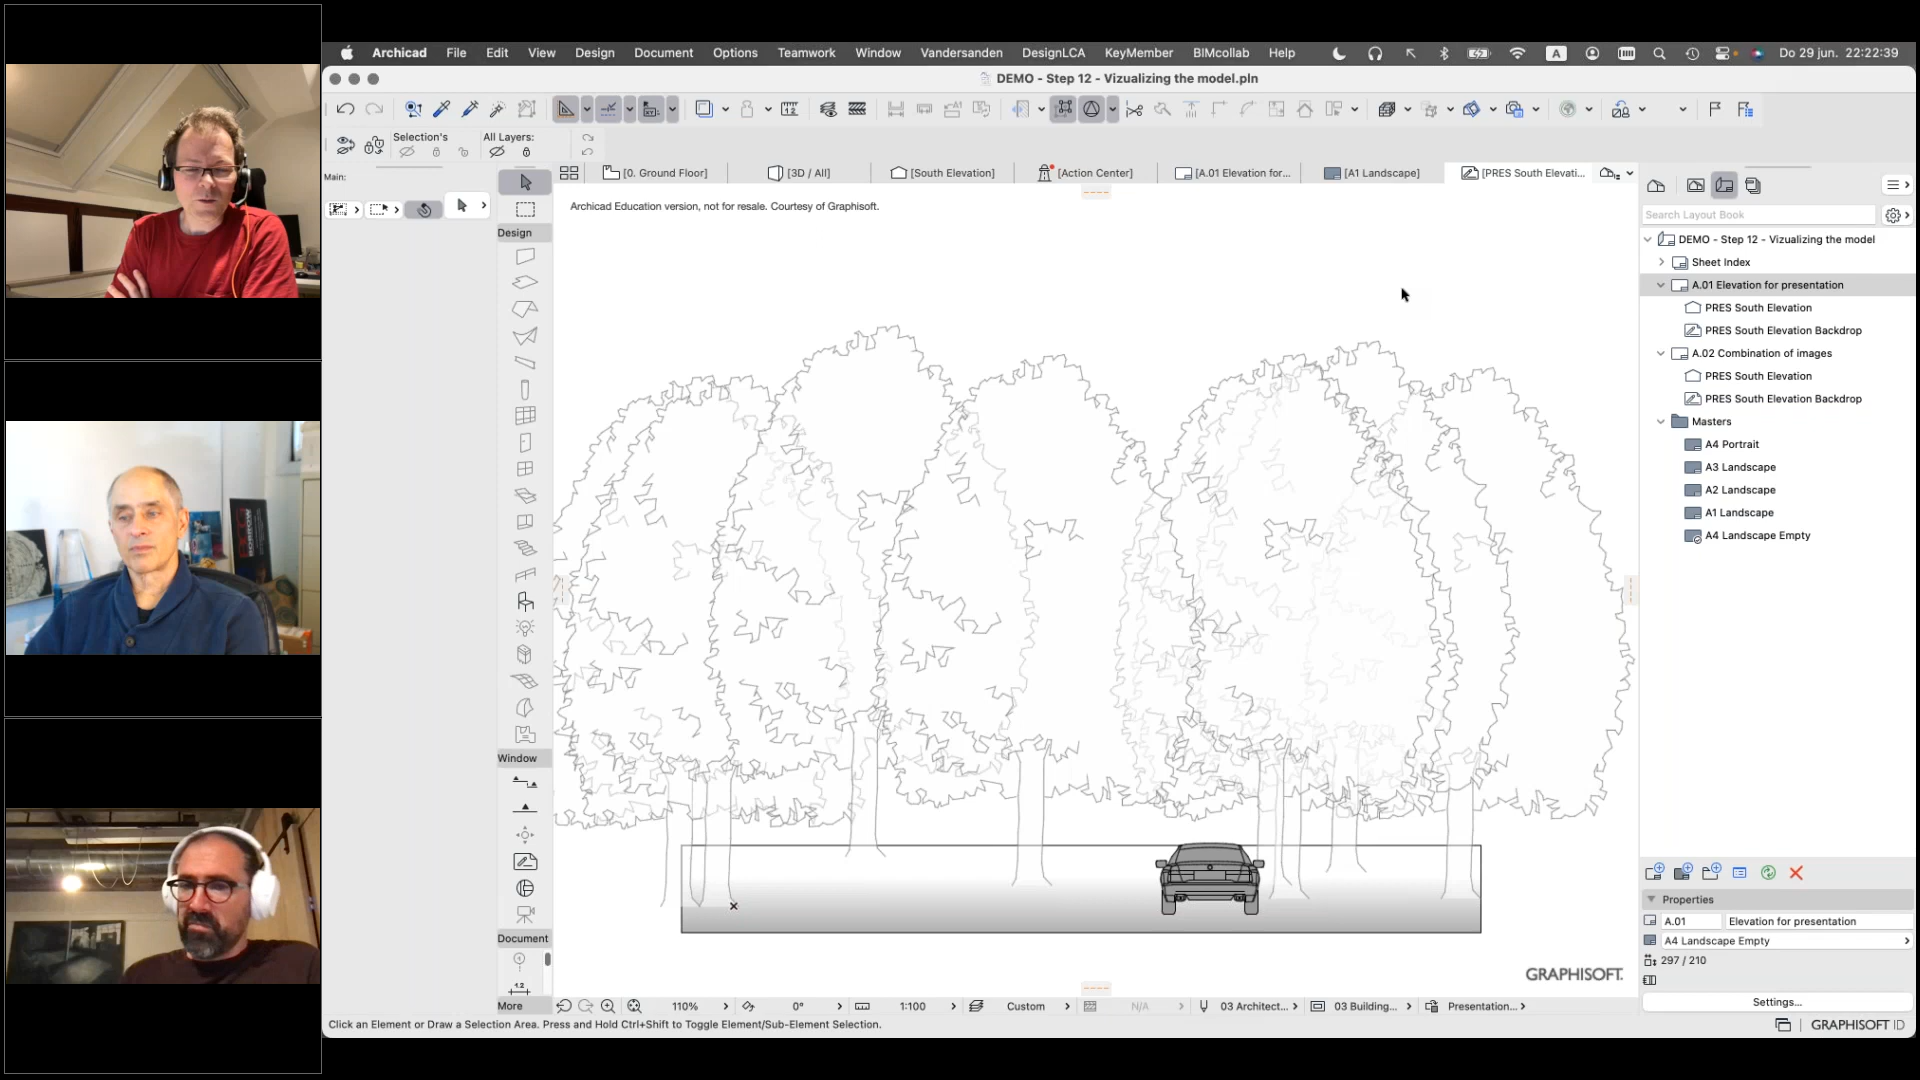 Archicad File Edit View Design Document Options Teamwork Window Vandersanden DesignLCA KeyMember BIMcollab Help A Do 29 jun. 22:22:39
DEMO - Step 12 - Vizualizing the model.pln
Selection's
All Layers:
Main:
[0. Ground Floor]
[3D / All]
[South Elevation]
[Action Center]
[A.01 Elevation for...
[A1 Landscape]
[PRES South Elevati...
Archicad Education version, not for resale. Courtesy of Graphisoft.
Design
Window
Document
1.2
More
Search Layout Book
DEMO - Step 12 - Vizualizing the model
Sheet Index
A.01 Elevation for presentation
PRES South Elevation
PRES South Elevation Backdrop
A.02 Combination of images
PRES South Elevation
PRES South Elevation Backdrop
Masters
A4 Portrait
A3 Landscape
A2 Landscape
A1 Landscape
A4 Landscape Empty
Properties
A.01
Elevation for presentation
A4 Landscape Empty
297 / 210
Settings...
GRAPHISOFT.
110%
0°
1:100
Custom
N/A
03 Architect...
03 Building...
Presentation...
Click an Element or Draw a Selection Area. Press and Hold Ctrl+Shift to Toggle Element/Sub-Element Selection.
GRAPHISOFT ID